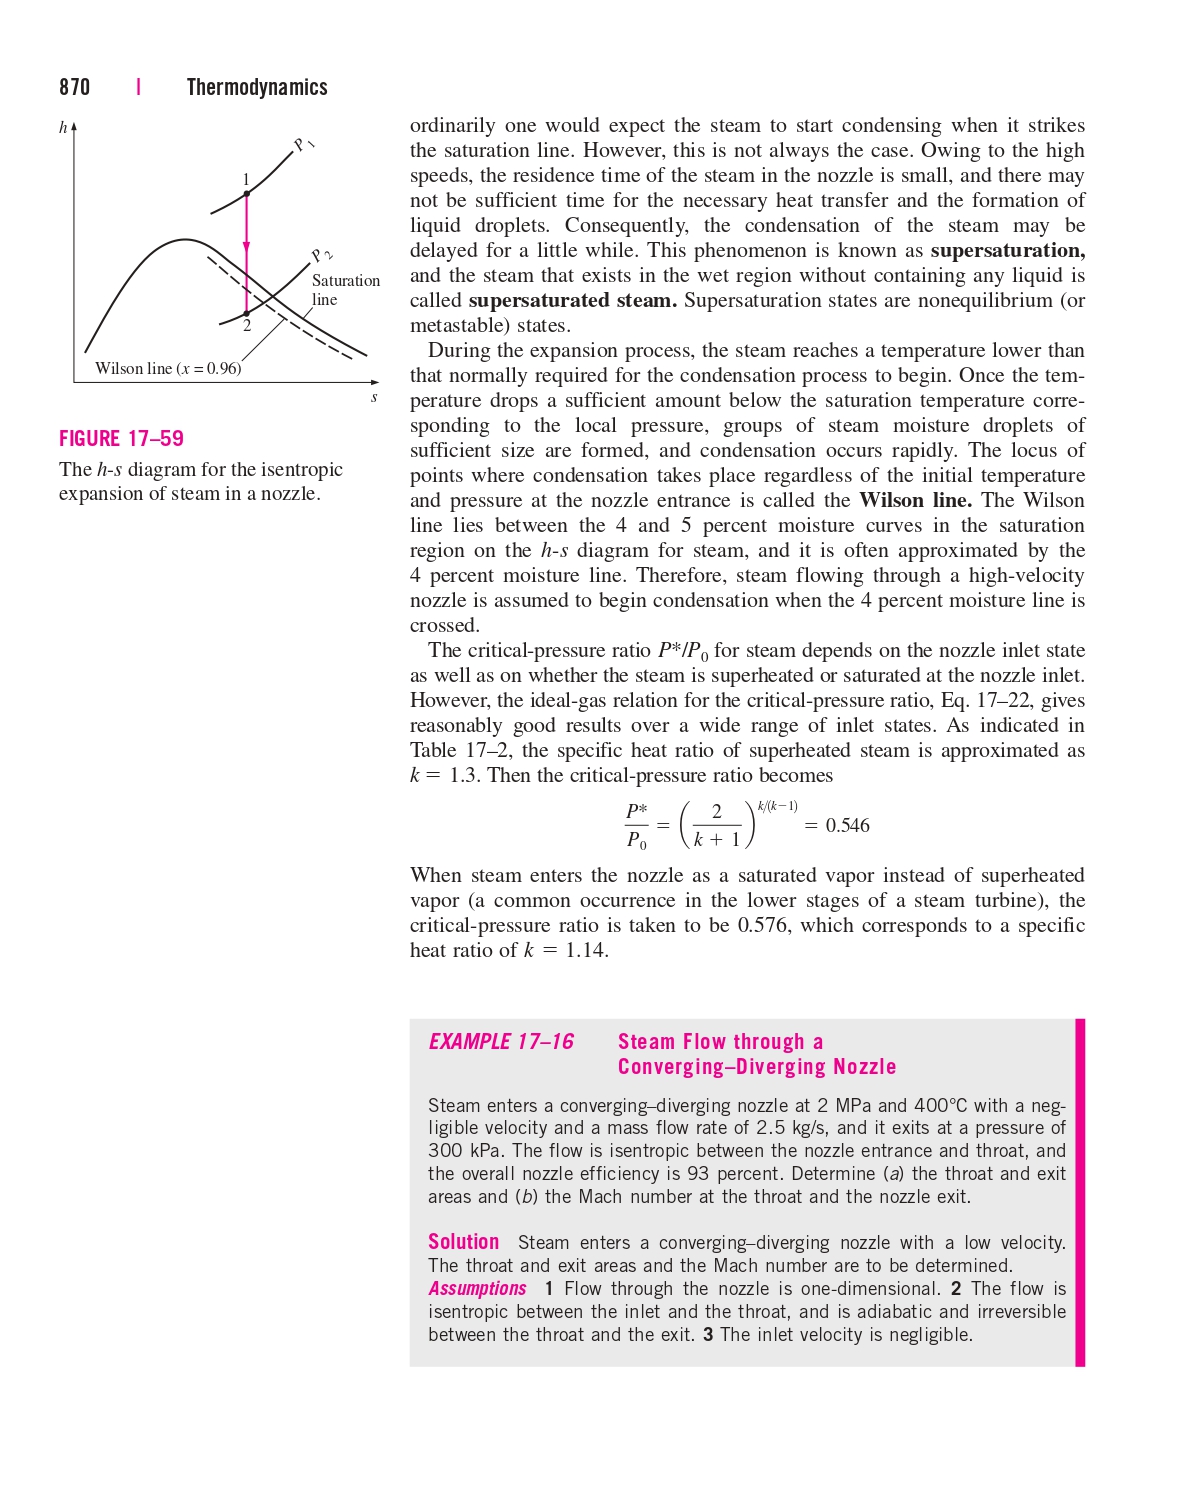 870 | Thermodynamics
h
P1
1
P2
Saturation
line
2
Wilson line (x = 0.96)
s
FIGURE 17–59
The h-s diagram for the isentropic
expansion of steam in a nozzle.
ordinarily one would expect the steam to start condensing when it strikes
the saturation line. However, this is not always the case. Owing to the high
speeds, the residence time of the steam in the nozzle is small, and there may
not be sufficient time for the necessary heat transfer and the formation of
liquid droplets. Consequently, the condensation of the steam may be
delayed for a little while. This phenomenon is known as supersaturation,
and the steam that exists in the wet region without containing any liquid is
called supersaturated steam. Supersaturation states are nonequilibrium (or
metastable) states.
During the expansion process, the steam reaches a temperature lower than
that normally required for the condensation process to begin. Once the tem-
perature drops a sufficient amount below the saturation temperature corre-
sponding to the local pressure, groups of steam moisture droplets of
sufficient size are formed, and condensation occurs rapidly. The locus of
points where condensation takes place regardless of the initial temperature
and pressure at the nozzle entrance is called the Wilson line. The Wilson
line lies between the 4 and 5 percent moisture curves in the saturation
region on the h-s diagram for steam, and it is often approximated by the
4 percent moisture line. Therefore, steam flowing through a high-velocity
nozzle is assumed to begin condensation when the 4 percent moisture line is
crossed.
The critical-pressure ratio P*/P0 for steam depends on the nozzle inlet state
as well as on whether the steam is superheated or saturated at the nozzle inlet.
However, the ideal-gas relation for the critical-pressure ratio, Eq. 17–22, gives
reasonably good results over a wide range of inlet states. As indicated in
Table 17–2, the specific heat ratio of superheated steam is approximated as
k = 1.3. Then the critical-pressure ratio becomes
P*/P0 = (2/(k + 1))^k/(k−1) = 0.546
When steam enters the nozzle as a saturated vapor instead of superheated
vapor (a common occurrence in the lower stages of a steam turbine), the
critical-pressure ratio is taken to be 0.576, which corresponds to a specific
heat ratio of k = 1.14.
EXAMPLE 17–16 Steam Flow through a
Converging–Diverging Nozzle
Steam enters a converging–diverging nozzle at 2 MPa and 400°C with a neg-
ligible velocity and a mass flow rate of 2.5 kg/s, and it exits at a pressure of
300 kPa. The flow is isentropic between the nozzle entrance and throat, and
the overall nozzle efficiency is 93 percent. Determine (a) the throat and exit
areas and (b) the Mach number at the throat and the nozzle exit.
Solution Steam enters a converging–diverging nozzle with a low velocity.
The throat and exit areas and the Mach number are to be determined.
Assumptions 1 Flow through the nozzle is one-dimensional. 2 The flow is
isentropic between the inlet and the throat, and is adiabatic and irreversible
between the throat and the exit. 3 The inlet velocity is negligible.